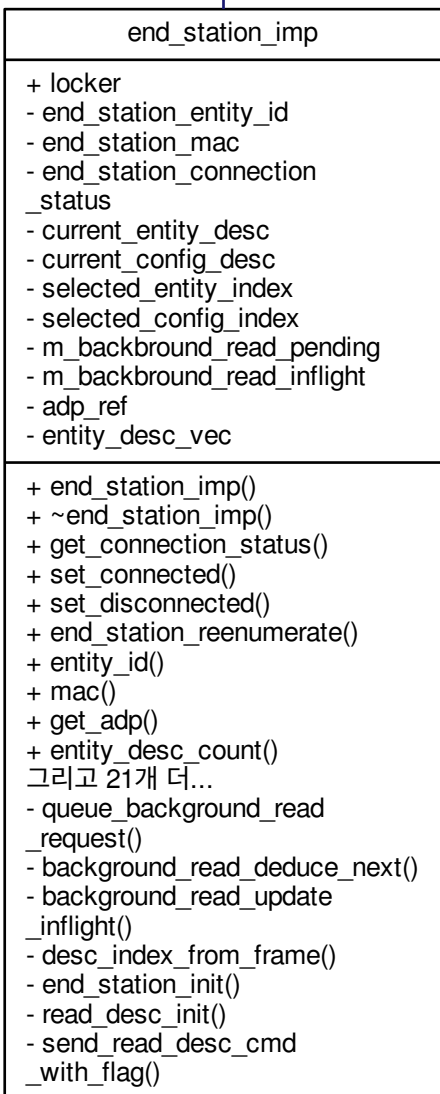 end_station_imp
+ locker
- end_station_entity_id
- end_station_mac
- end_station_connection
_status
- current_entity_desc
- current_config_desc
- selected_entity_index
- selected_config_index
- m_backbround_read_pending
- m_backbround_read_inflight
- adp_ref
- entity_desc_vec
+ end_station_imp()
+ ~end_station_imp()
+ get_connection_status()
+ set_connected()
+ set_disconnected()
+ end_station_reenumerate()
+ entity_id()
+ mac()
+ get_adp()
+ entity_desc_count()
그리고 21개 더...
- queue_background_read
_request()
- background_read_deduce_next()
- background_read_update
_inflight()
- desc_index_from_frame()
- end_station_init()
- read_desc_init()
- send_read_desc_cmd
_with_flag()